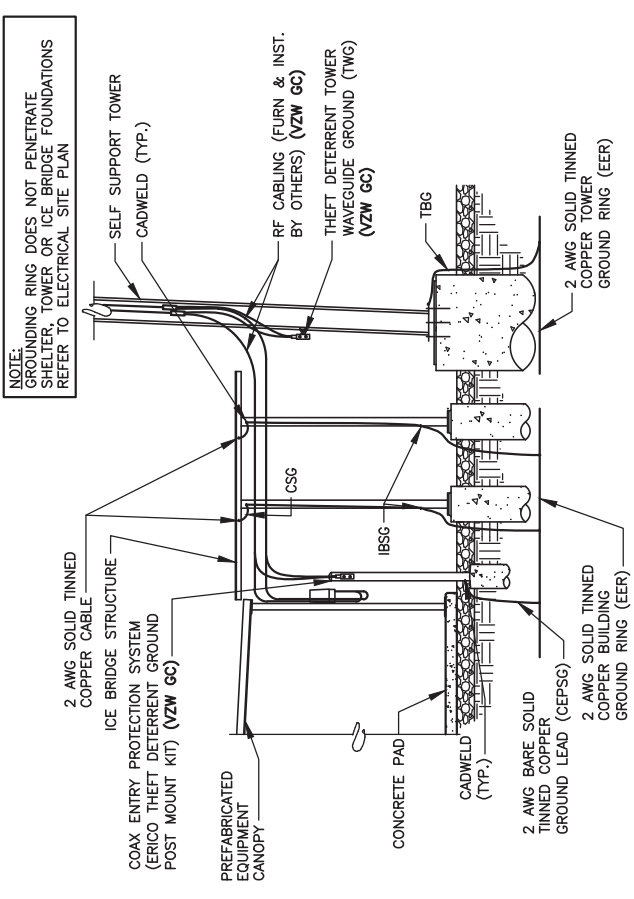 NOTE:
GROUNDING RING DOES NOT PENETRATE
SHELTER, TOWER OR ICE BRIDGE FOUNDATIONS
REFER TO ELECTRICAL SITE PLAN
2 AWG SOLID TINNED
COPPER CABLE
ICE BRIDGE STRUCTURE
COAX ENTRY PROTECTION SYSTEM
(ERICO THEFT DETERRENT GROUND
POST MOUNT KIT) (VZW GC)
PREFABRICATED
EQUIPMENT
CANOPY
SELF SUPPORT TOWER
CADWELD (TYP.)
RF CABLING (FURN & INST.
BY OTHERS) (VZW GC)
THEFT DETERRENT TOWER
WAVEGUIDE GROUND (TWG)
(VZW GC)
CSG
IBSG
TBG
CONCRETE PAD
CADWELD
(TYP.)
2 AWG BARE SOLID
TINNED COPPER
GROUND LEAD (CEPSG)
2 AWG SOLID TINNED
COPPER BUILDING
GROUND RING (EER)
2 AWG SOLID TINNED
COPPER TOWER
GROUND RING (EER)